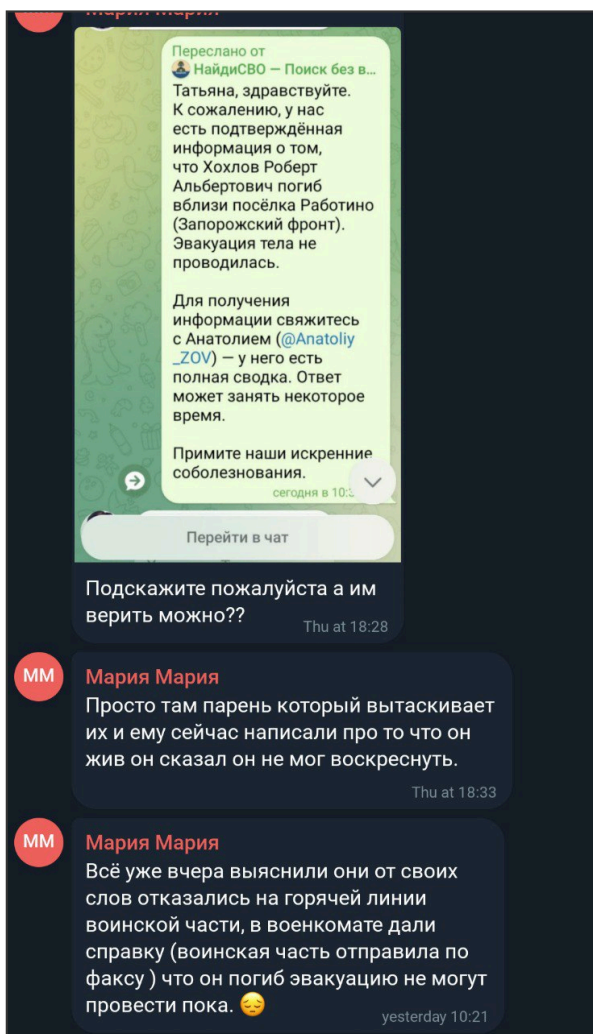 Переслано от
НайдиСВО — Поиск без в...
Татьяна, здравствуйте.
К сожалению, у нас
есть подтверждённая
информация о том,
что Хохлов Роберт
Альбертович погиб
вблизи посёлка Работино
(Запорожский фронт).
Эвакуация тела не
проводилась.
Для получения
информации свяжитесь
с Анатолием (@Anatoliy
_ZOV) — у него есть
полная сводка. Ответ
может занять некоторое
время.
Примите наши искренние
соболезнования.
сегодня в
Перейти в чат
Подскажите пожалуйста а им
верить можно??
Thu at 18:28
ММ
Мария Мария
Просто там парень который вытаскивает
их и ему сейчас написали про то что он
жив он сказал он не мог воскреснуть.
Thu at 18:33
ММ
Мария Мария
Всё уже вчера выяснили они от своих
слов отказались на горячей линии
воинской части, в военкомате дали
справку (воинская часть отправила по
факсу ) что он погиб эвакуацию не могут
провести пока. 😔
yesterday 10:21